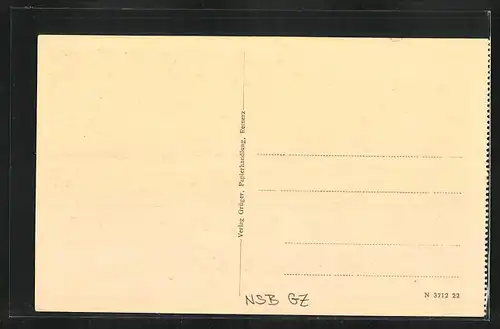 Verlag Grüger, Papierhandlung, Reinerz
NSB GZ
N 3712 22